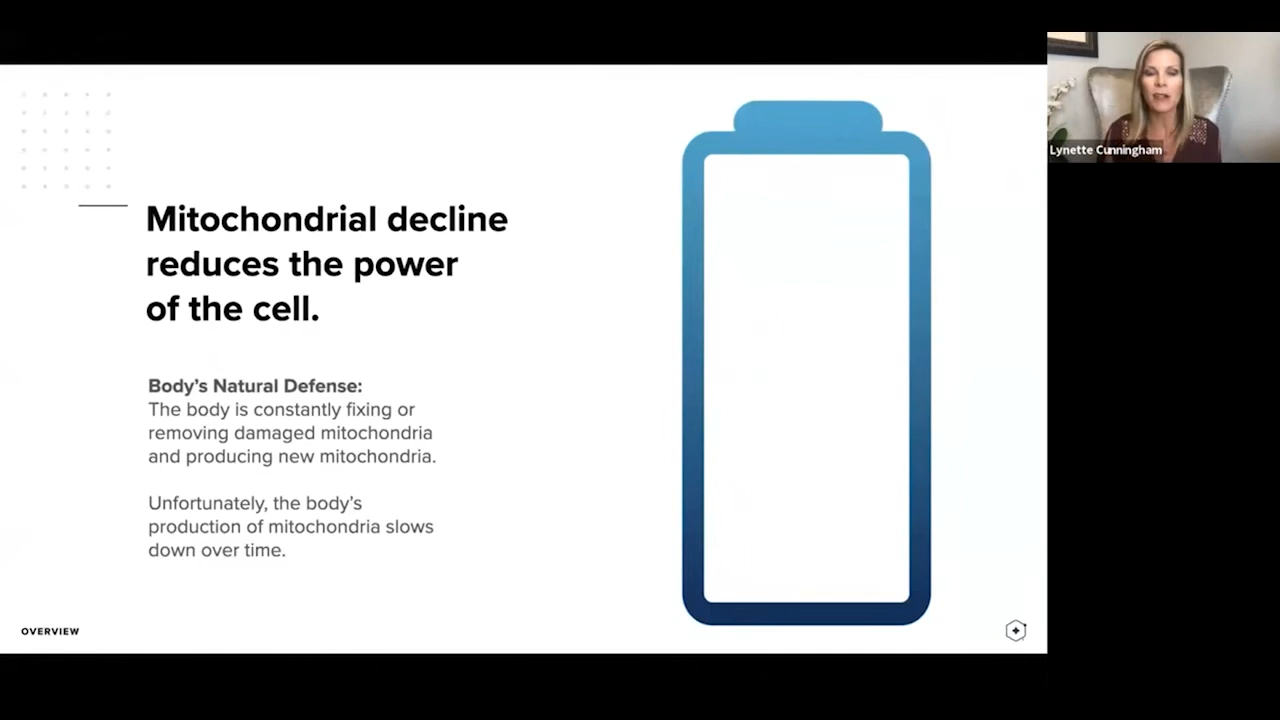 Mitochondrial decline
reduces the power
of the cell.
Body's Natural Defense:
The body is constantly fixing or
removing damaged mitochondria
and producing new mitochondria.
Unfortunately, the body's
production of mitochondria slows
down over time.
OVERVIEW
Lynette Cunningham